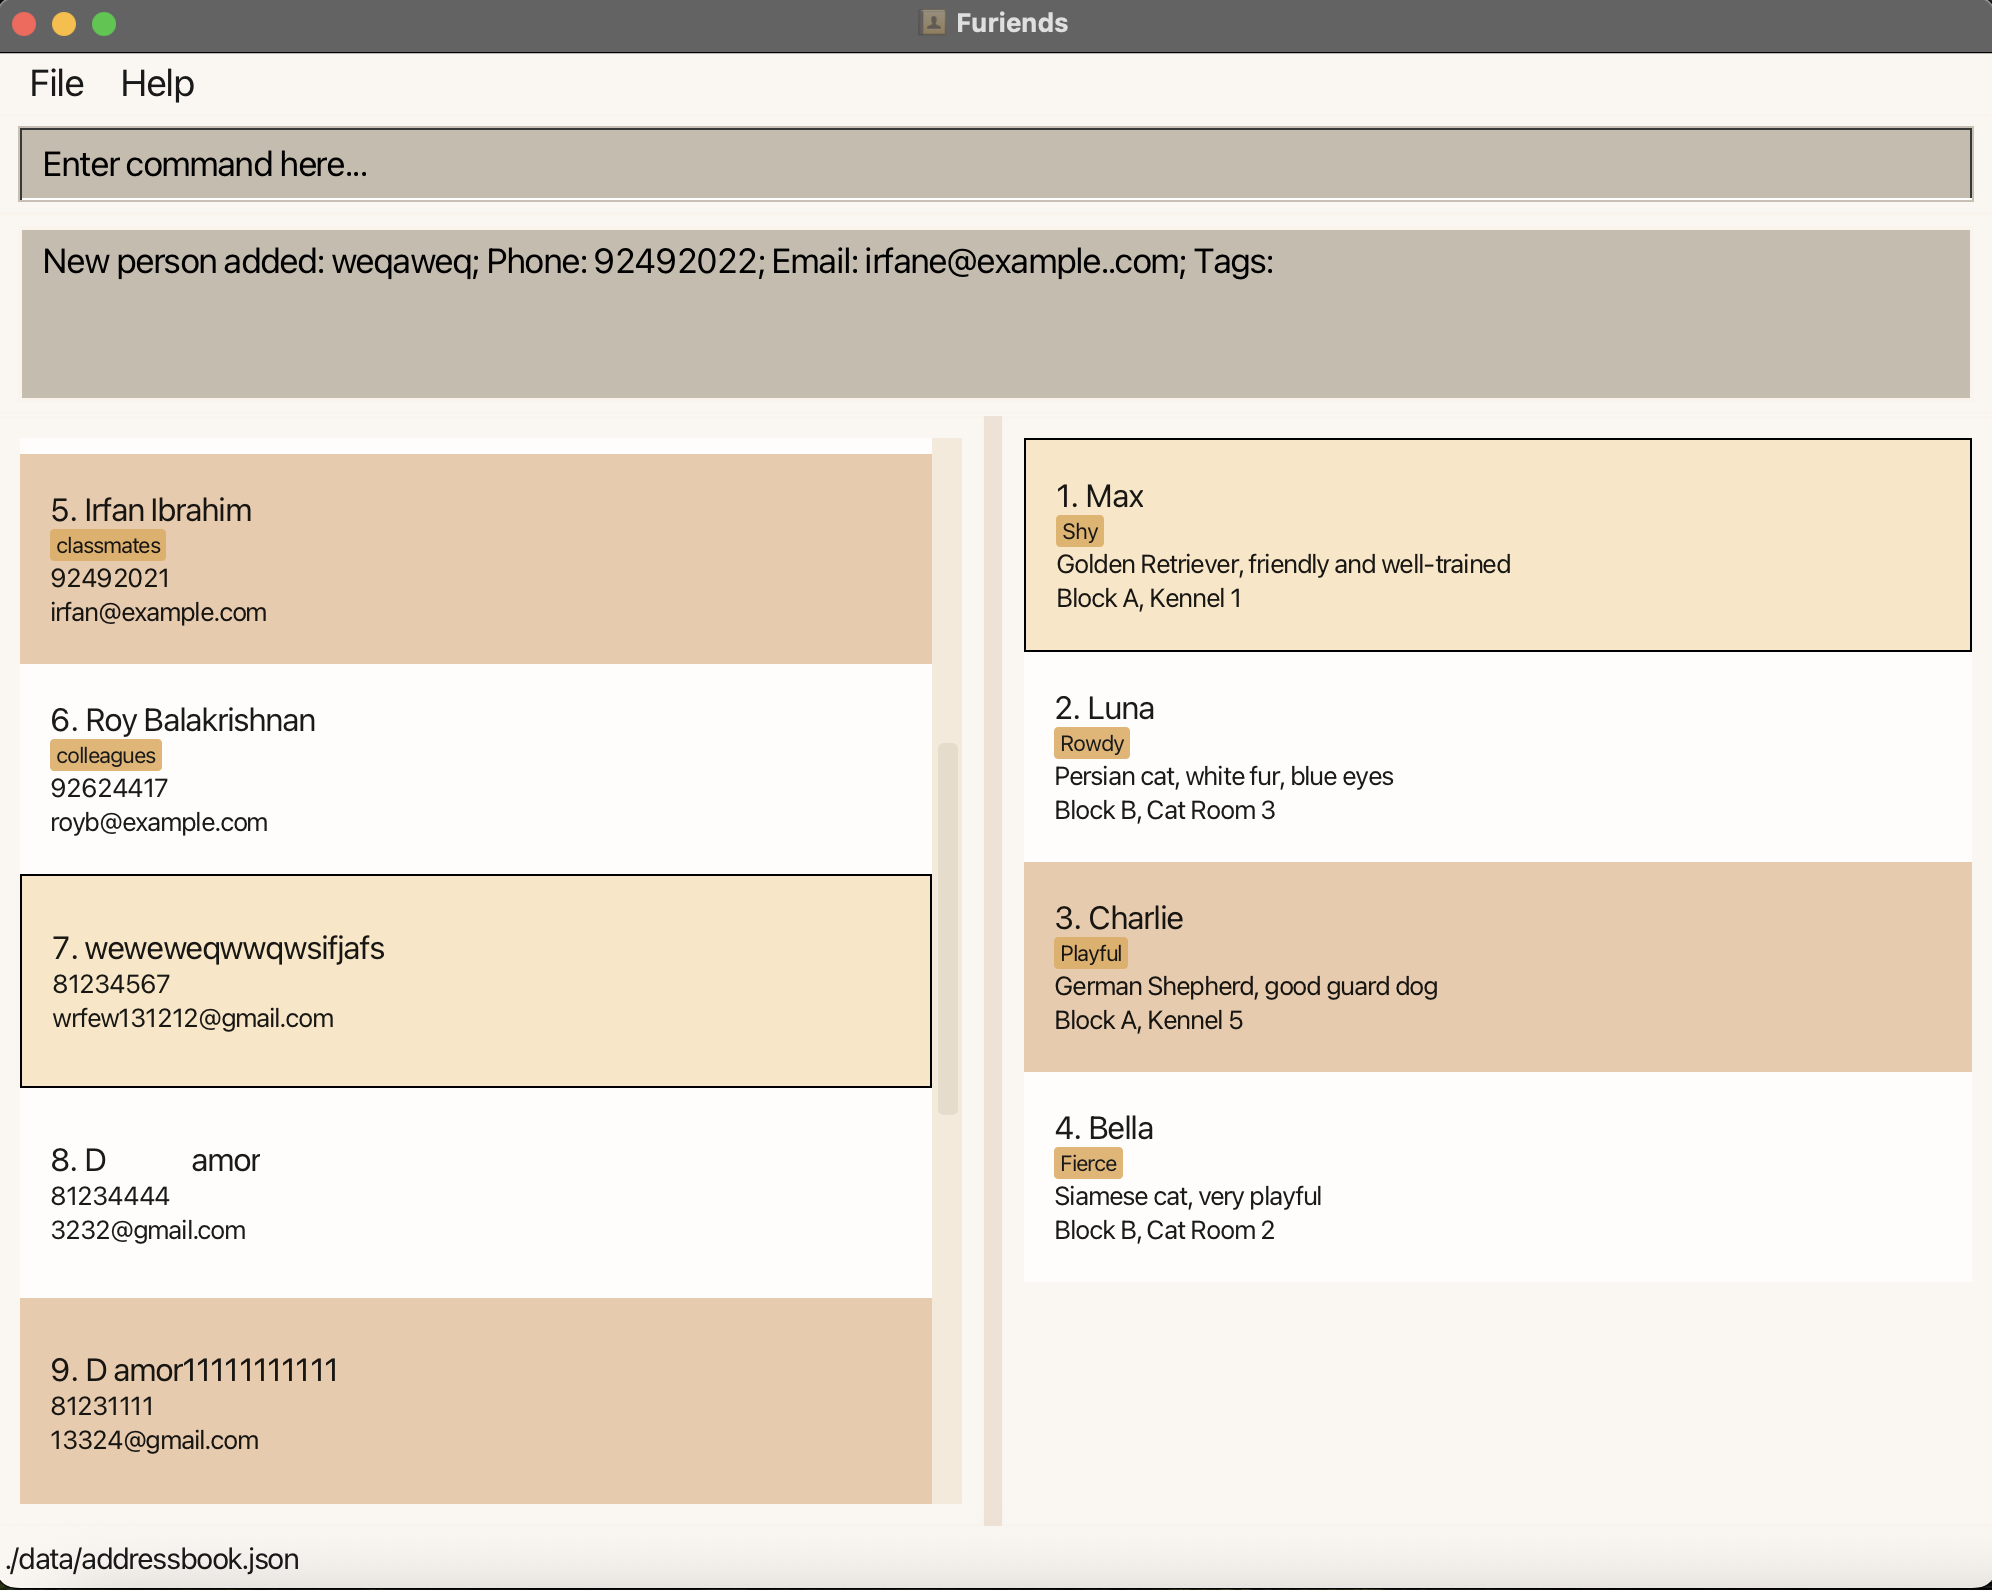 Furiends
File Help
Enter command here...
New person added: weqaweq; Phone: 92492022; Email: irfane@example..com; Tags:
5. Irfan Ibrahim
classmates
92492021
irfan@example.com
6. Roy Balakrishnan
colleagues
92624417
royb@example.com
7. weweweqwwqwsifjafs
81234567
wrfew131212@gmail.com
8. D amor
81234444
3232@gmail.com
9. D amor11111111111
81231111
13324@gmail.com
1. Max
Shy
Golden Retriever, friendly and well-trained
Block A, Kennel 1
2. Luna
Rowdy
Persian cat, white fur, blue eyes
Block B, Cat Room 3
3. Charlie
Playful
German Shepherd, good guard dog
Block A, Kennel 5
4. Bella
Fierce
Siamese cat, very playful
Block B, Cat Room 2
./data/addressbook.json